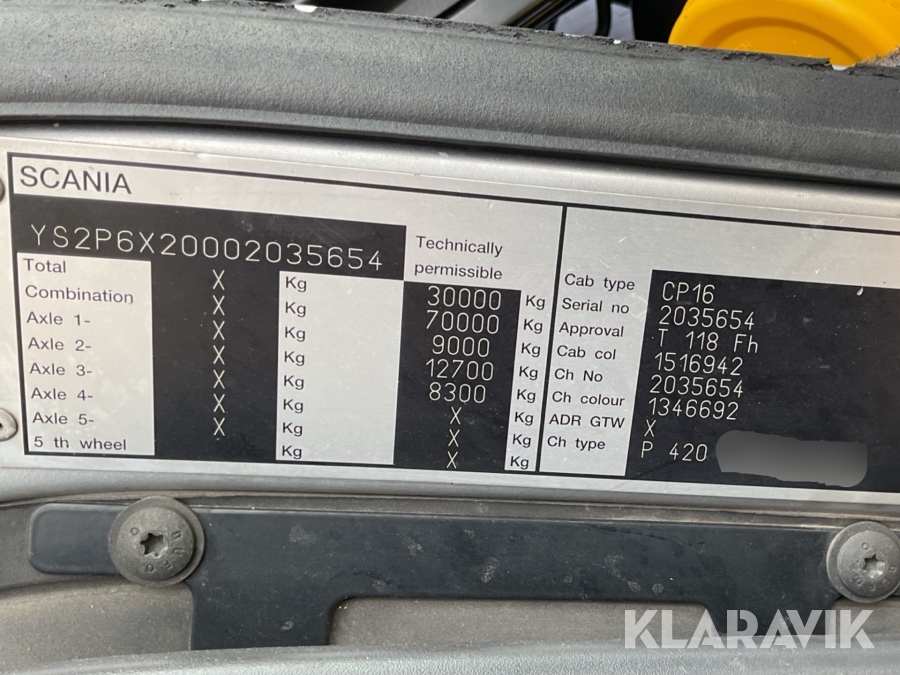 SCANIA
YS2P6X20002035654
Technically
permissible
Total X Kg 30000 Kg
Combination X Kg 70000 Kg
Axle 1- X Kg 9000 Kg
Axle 2- X Kg 12700 Kg
Axle 3- X Kg 8300 Kg
Axle 4- X Kg X Kg
Axle 5- X Kg X Kg
5 th wheel Kg X Kg
Cab type CP16
Serial no 2035654
Approval T 118 Fh
Cab col 1516942
Ch No 2035654
Ch colour 1346692
ADR GTW X
Ch type P 420
KLARAVIK